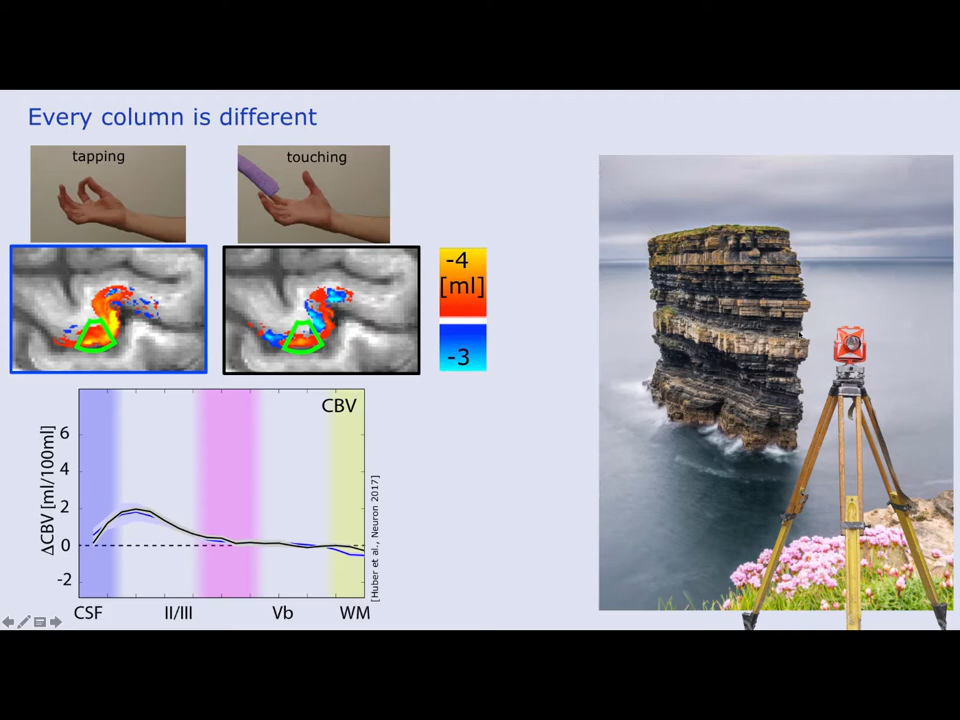 Every column is different
tapping
touching
-4
[ml]
-3
CBV
6
4
2
0
-2
ΔCBV [ml/100ml]
CSF
II/III
Vb
WM
[Huber et al., Neuron 2017]